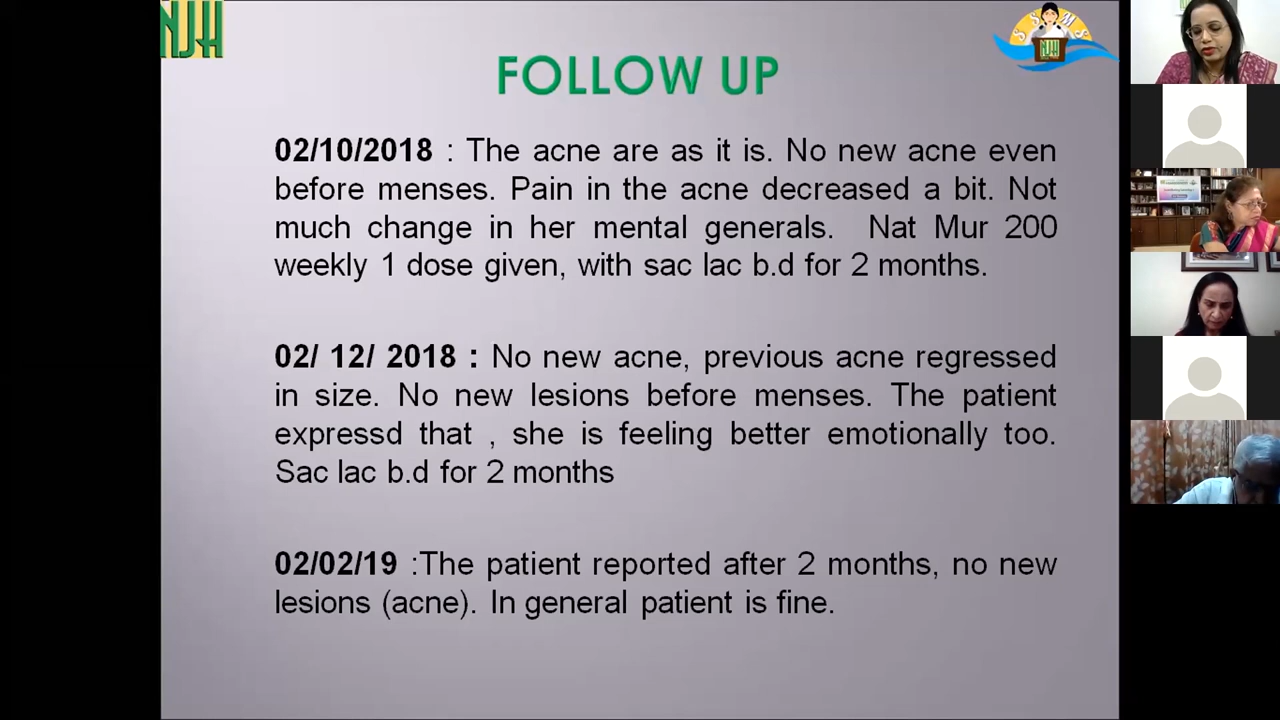 NJH
S S M S
NJH
FOLLOW UP
02/10/2018 : The acne are as it is. No new acne even
before menses. Pain in the acne decreased a bit. Not
much change in her mental generals. Nat Mur 200
weekly 1 dose given, with sac lac b.d for 2 months.
02/ 12/ 2018 : No new acne, previous acne regressed
in size. No new lesions before menses. The patient
expressd that , she is feeling better emotionally too.
Sac lac b.d for 2 months
02/02/19 :The patient reported after 2 months, no new
lesions (acne). In general patient is fine.